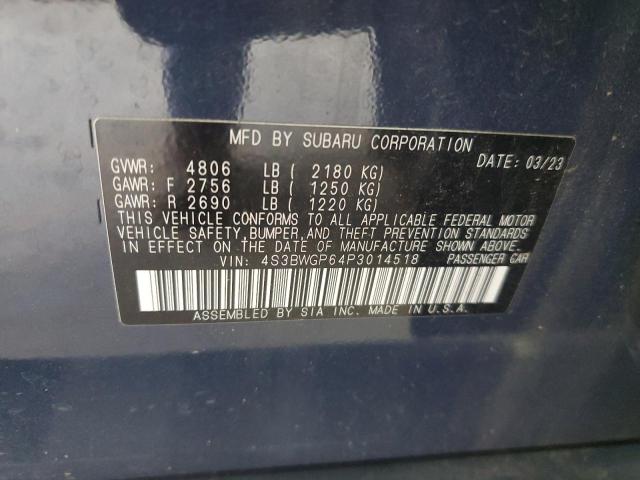 MFD BY SUBARU CORPORATION
GVWR: 4806 LB ( 2180 KG) DATE: 03/23
GAWR: F 2756 LB ( 1250 KG)
GAWR: R 2690 LB ( 1220 KG)
THIS VEHICLE CONFORMS TO ALL APPLICABLE FEDERAL MOTOR
VEHICLE SAFETY, BUMPER, AND THEFT PREVENTION STANDARDS
IN EFFECT ON THE DATE OF MANUFACTURE SHOWN ABOVE.
VIN: 4S3BWGP64P3014518 PASSENGER CAR
ASSEMBLED BY SIA INC. MADE IN U.S.A.